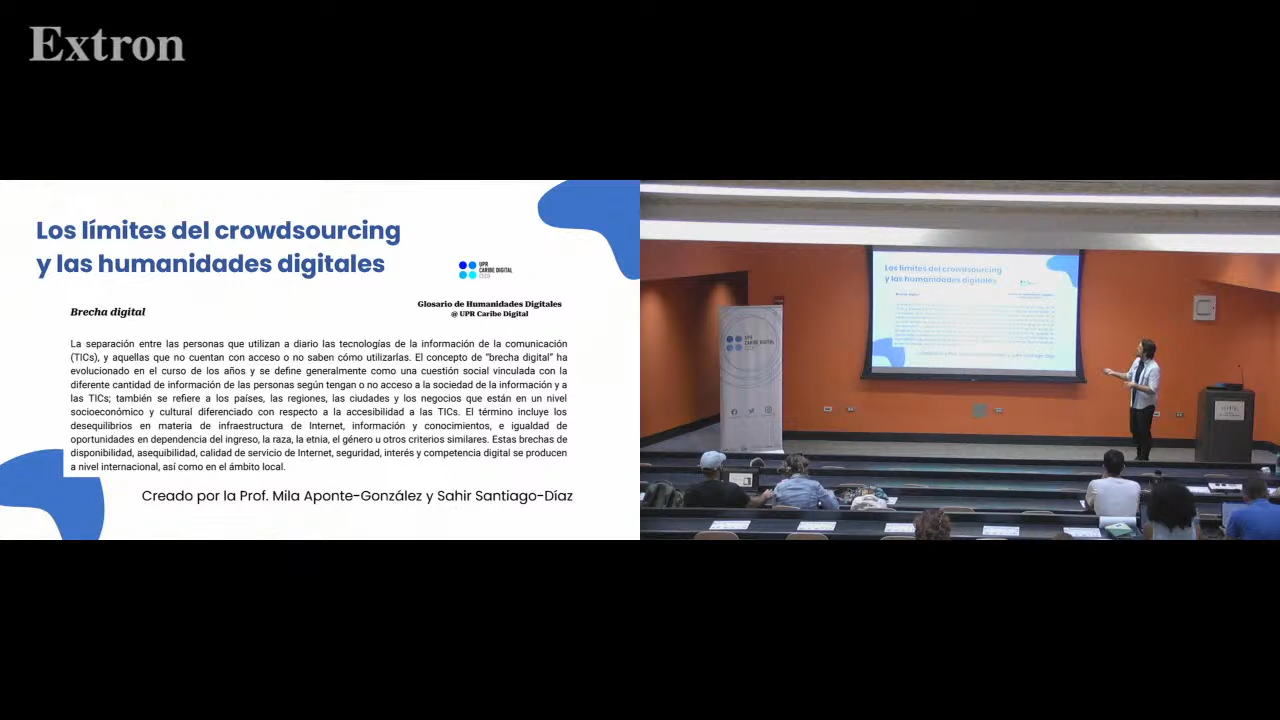 Extron
Los límites del crowdsourcing
y las humanidades digitales
UPR
CARIBE DIGITAL
CECD
Brecha digital
Glosario de Humanidades Digitales
@ UPR Caribe Digital
La separación entre las personas que utilizan a diario las tecnologías de la información de la comunicación
(TICs), y aquellas que no cuentan con acceso o no saben cómo utilizarlas. El concepto de “brecha digital” ha
evolucionado en el curso de los años y se define generalmente como una cuestión social vinculada con la
diferente cantidad de información de las personas según tengan o no acceso a la sociedad de la información y a
las TICs; también se refiere a los países, las regiones, las ciudades y los negocios que están en un nivel
socioeconómico y cultural diferenciado con respecto a la accesibilidad a las TICs. El término incluye los
desequilibrios en materia de infraestructura de Internet, información y conocimientos, e igualdad de
oportunidades en dependencia del ingreso, la raza, la etnia, el género u otros criterios similares. Estas brechas de
disponibilidad, asequibilidad, calidad de servicio de Internet, seguridad, interés y competencia digital se producen
a nivel internacional, así como en el ámbito local.
Creado por la Prof. Mila Aponte-González y Sahir Santiago-Díaz
Los límites del crowdsourcing
y las humanidades digitales
UPR
CARIBE DIGITAL